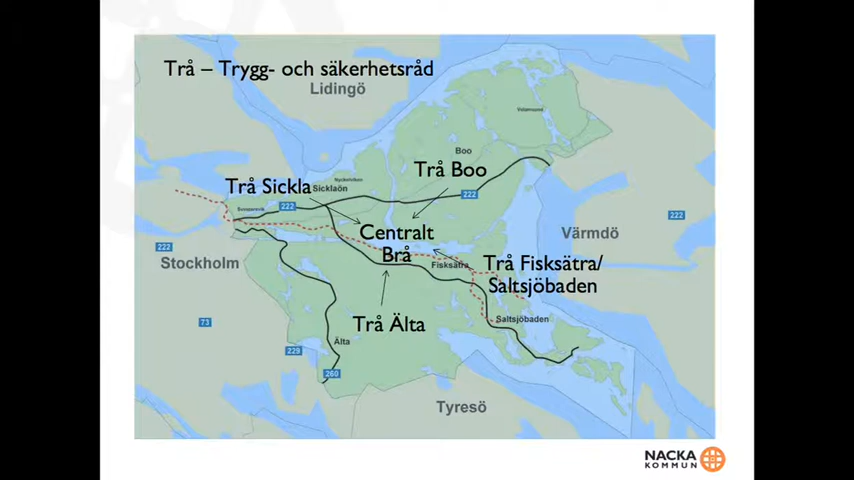 Trå – Trygg- och säkerhetsråd
Lidingö
Boo
Trå Boo
Trå Sickla
Sicklaön
222
222
222
Centralt
Brå
Värmdö
222
Stockholm
Fisksätra
Trå Fisksätra/
Saltsjöbaden
73
Trå Älta
Saltsjöbaden
Älta
229
260
Tyresö
NACKA
KOMMUN